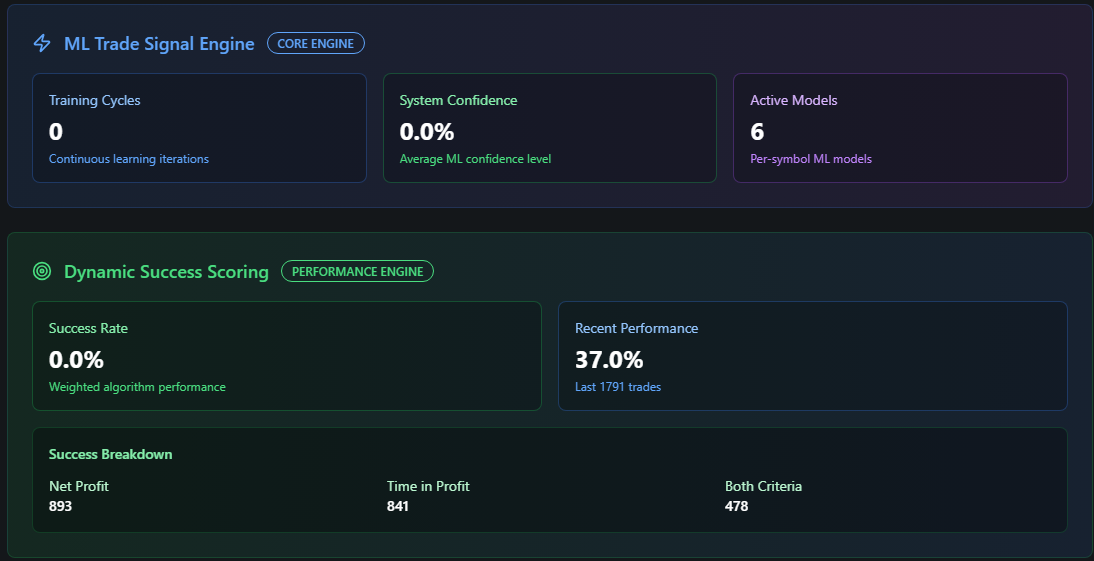 ML Trade Signal Engine CORE ENGINE
Training Cycles
0
Continuous learning iterations
System Confidence
0.0%
Average ML confidence level
Active Models
6
Per-symbol ML models
Dynamic Success Scoring PERFORMANCE ENGINE
Success Rate
0.0%
Weighted algorithm performance
Recent Performance
37.0%
Last 1791 trades
Success Breakdown
Net Profit
893
Time in Profit
841
Both Criteria
478